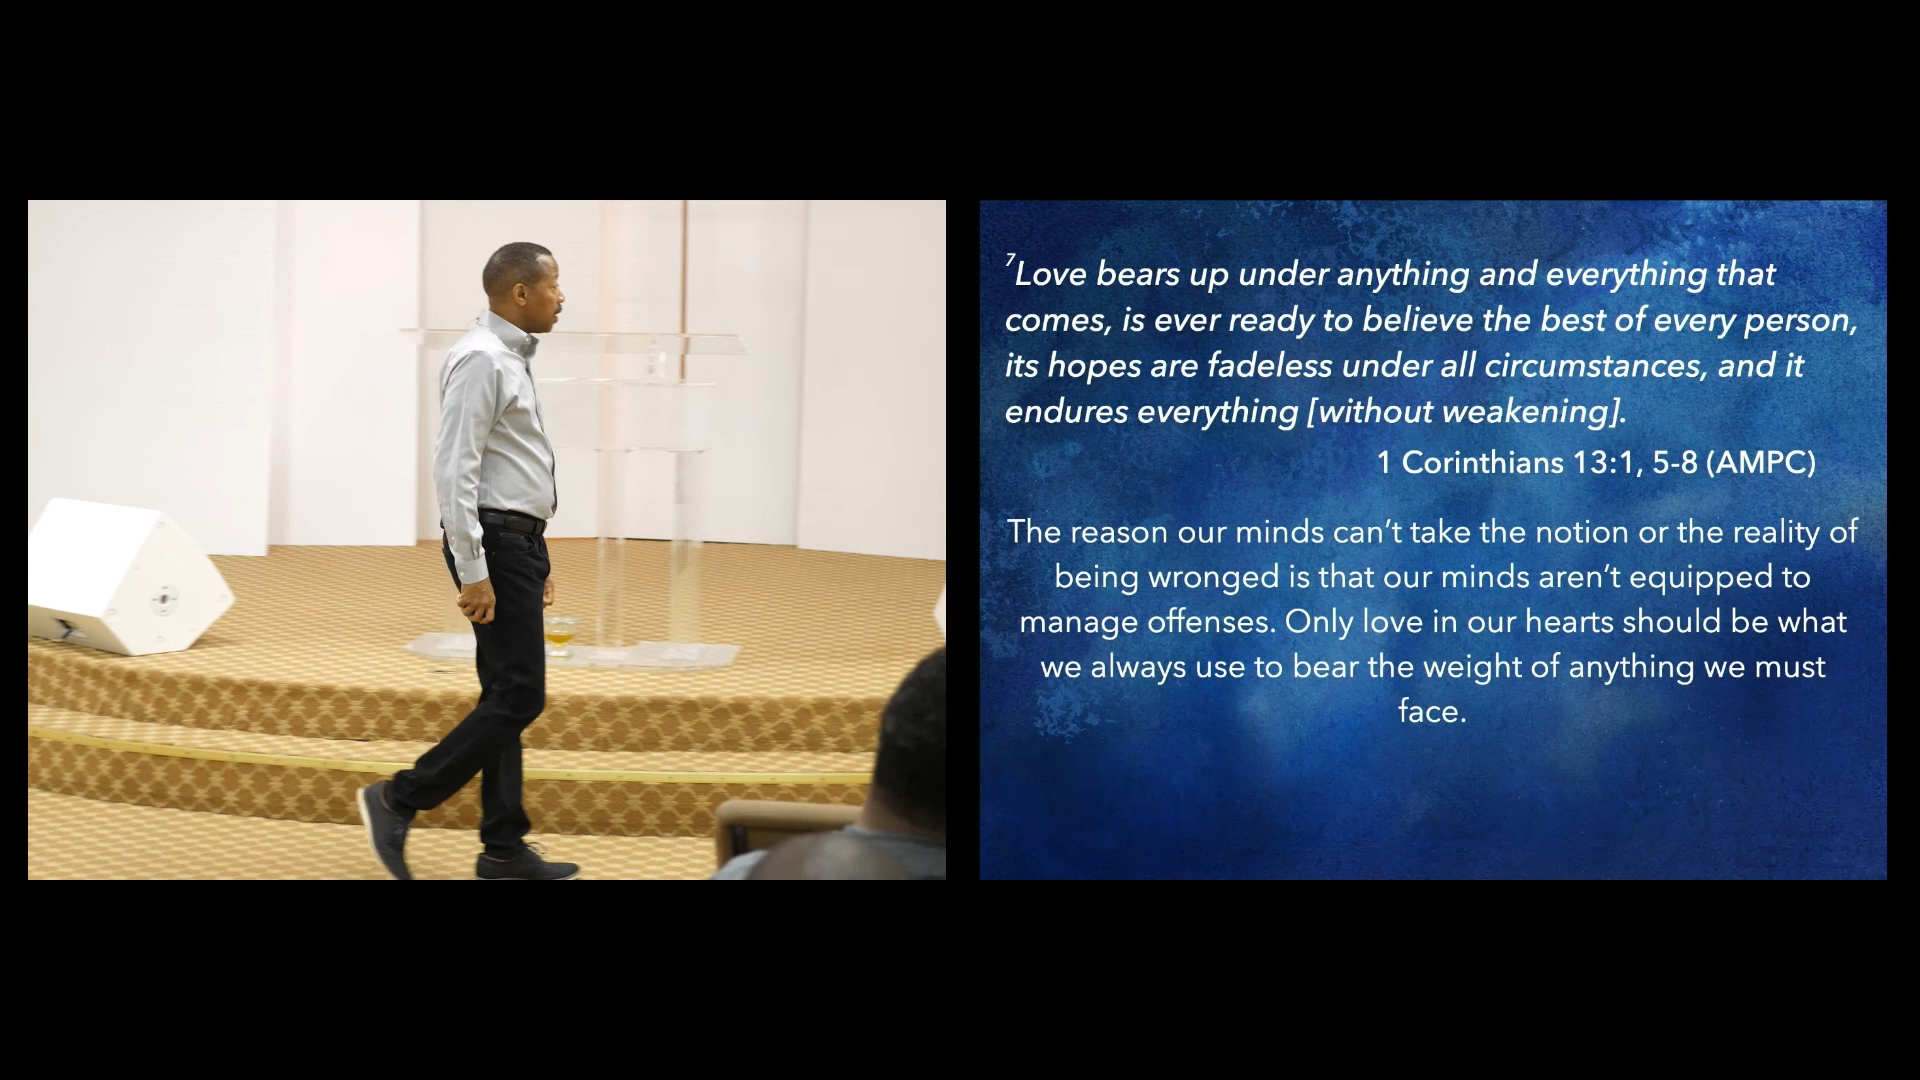 ⁷Love bears up under anything and everything that
comes, is ever ready to believe the best of every person,
its hopes are fadeless under all circumstances, and it
endures everything [without weakening].
1 Corinthians 13:1, 5-8 (AMPC)
The reason our minds can’t take the notion or the reality of
being wronged is that our minds aren’t equipped to
manage offenses. Only love in our hearts should be what
we always use to bear the weight of anything we must
face.